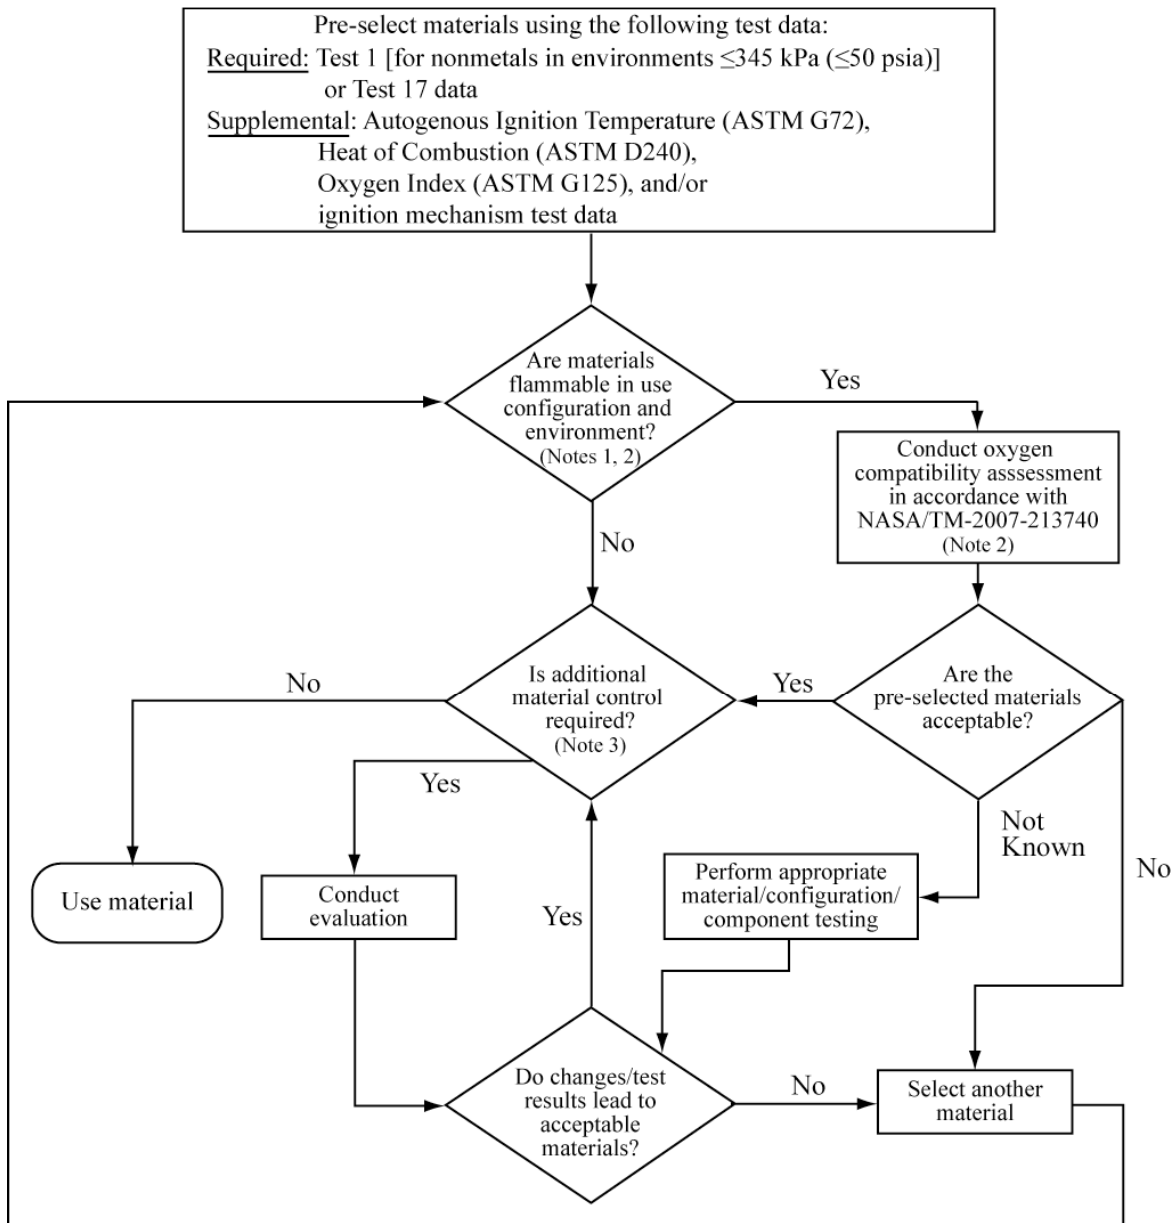 Pre-select materials using the following test data:
Required: Test 1 [for nonmetals in environments ≤345 kPa (≤50 psia)]
or Test 17 data
Supplemental: Autogenous Ignition Temperature (ASTM G72),
Heat of Combustion (ASTM D240),
Oxygen Index (ASTM G125), and/or
ignition mechanism test data
Are materials
flammable in use
configuration and
environment?
(Notes 1, 2)
Yes
Conduct oxygen
compatibility asssessment
in accordance with
NASA/TM-2007-213740
(Note 2)
No
No
Is additional
material control
required?
(Note 3)
Yes
Are the
pre-selected materials
acceptable?
Yes
Not
Known
No
Use material
Conduct
evaluation
Yes
Perform appropriate
material/configuration/
component testing
Do changes/test
results lead to
acceptable
materials?
No
Select another
material